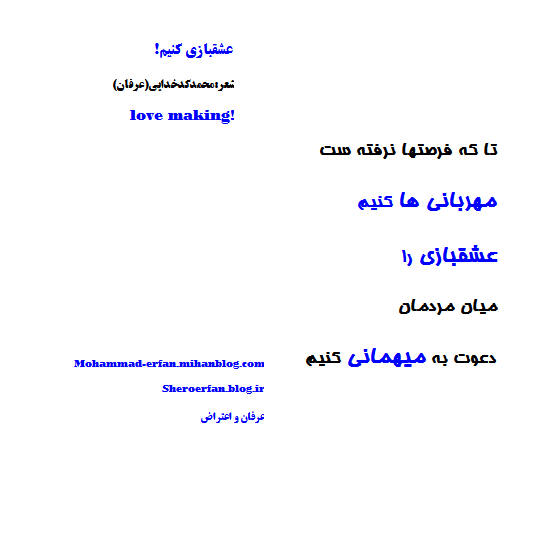 عشقبازی کنیم!
شعر:محمدکدخدایی(عرفان)
love making!
تا که فرصتها نرفته ست
مهربانی ها کنیم
عشقبازی را
میان مردمان
دعوت به میهمانی کنیم
Mohammad-erfan.mihanblog.com
Sheroerfan.blog.ir
عرفان و اعتراض